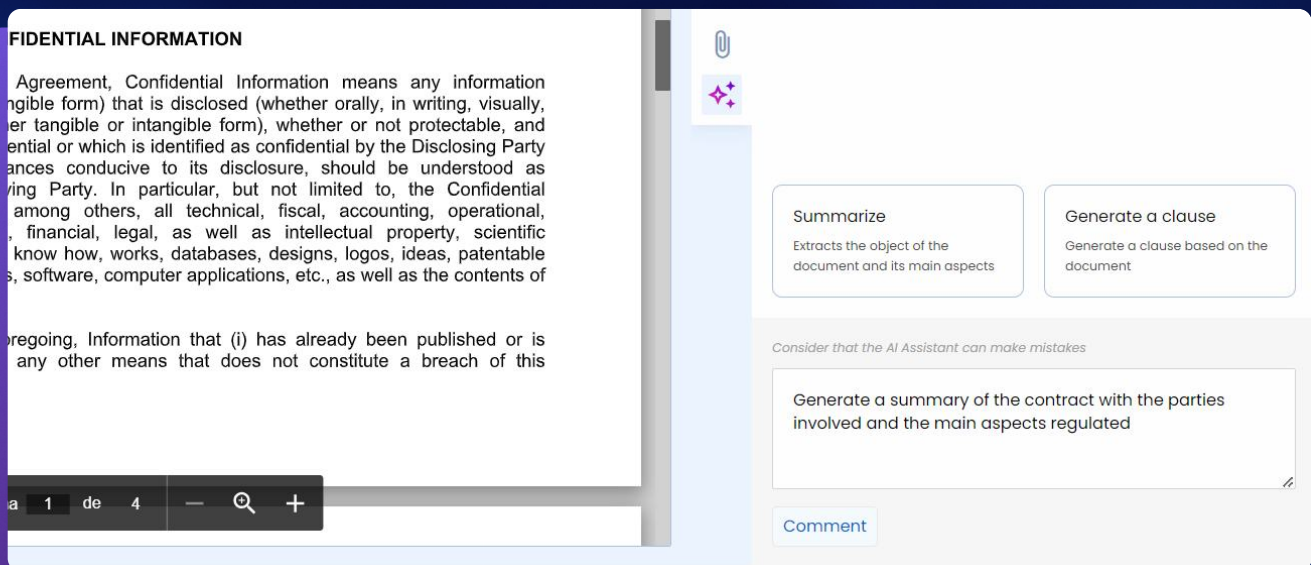 FIDENTIAL INFORMATION
Agreement, Confidential Information means any information
ngible form) that is disclosed (whether orally, in writing, visually,
er tangible or intangible form), whether or not protectable, and
ential or which is identified as confidential by the Disclosing Party
ances conducive to its disclosure, should be understood as
ving Party. In particular, but not limited to, the Confidential
among others, all technical, fiscal, accounting, operational,
, financial, legal, as well as intellectual property, scientific
know how, works, databases, designs, logos, ideas, patentable
s, software, computer applications, etc., as well as the contents of
oregoing, Information that (i) has already been published or is
any other means that does not constitute a breach of this
a 1 de 4
Summarize
Extracts the object of the
document and its main aspects
Generate a clause
Generate a clause based on the
document
Consider that the AI Assistant can make mistakes
Generate a summary of the contract with the parties
involved and the main aspects regulated
Comment